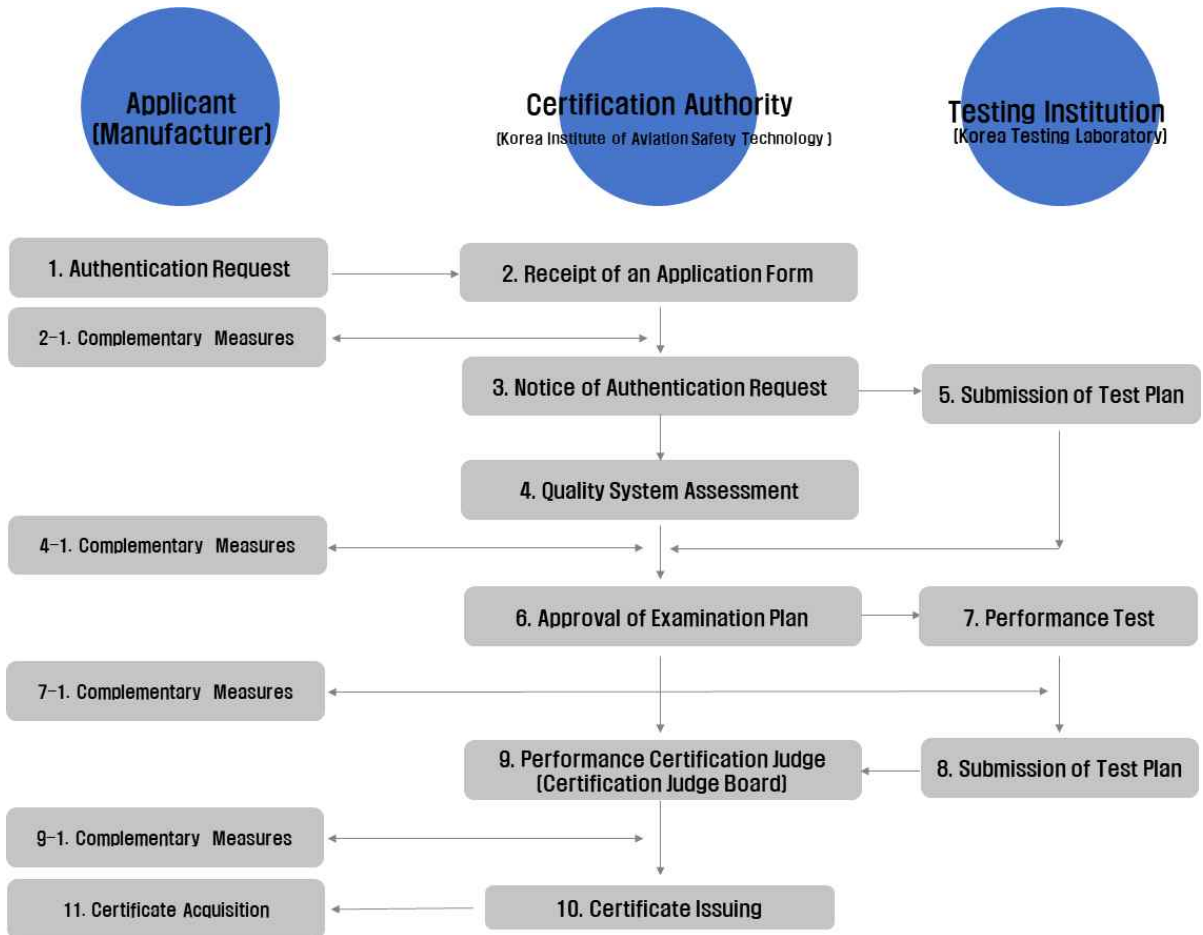 Applicant
(Manufacturer)
Certification Authority
(Korea Institute of Aviation Safety Technology )
Testing Institution
(Korea Testing Laboratory)
1. Authentication Request
2. Receipt of an Application Form
2-1. Complementary Measures
3. Notice of Authentication Request
5. Submission of Test Plan
4. Quality System Assessment
4-1. Complementary Measures
6. Approval of Examination Plan
7. Performance Test
7-1. Complementary Measures
9. Performance Certification Judge
(Certification Judge Board)
8. Submission of Test Plan
9-1. Complementary Measures
11. Certificate Acquisition
10. Certificate Issuing